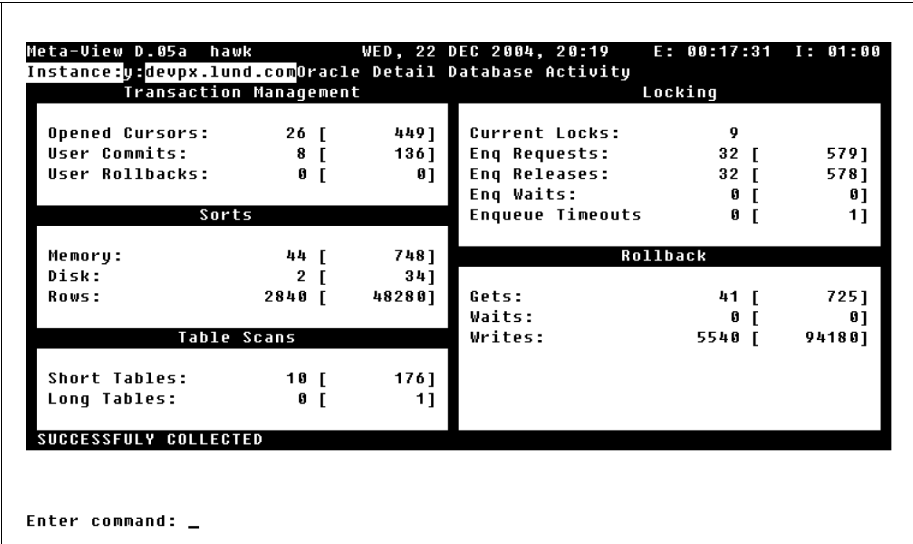 Meta-View D.05a hawk WED, 22 DEC 2004, 20:19 E: 00:17:31 I: 01:00
Instance:y:devpx.lund.comOracle Detail Database Activity
Transaction Management
Opened Cursors: 26 [ 449]
User Commits: 8 [ 136]
User Rollbacks: 0 [ 0]
Sorts
Memory: 44 [ 748]
Disk: 2 [ 34]
Rows: 2840 [ 48280]
Table Scans
Short Tables: 10 [ 176]
Long Tables: 0 [ 1]
Locking
Current Locks: 9
Enq Requests: 32 [ 579]
Enq Releases: 32 [ 578]
Enq Waits: 0 [ 0]
Enqueue Timeouts 0 [ 1]
Rollback
Gets: 41 [ 725]
Waits: 0 [ 0]
Writes: 5540 [ 94180]
SUCCESSFULY COLLECTED
Enter command: _